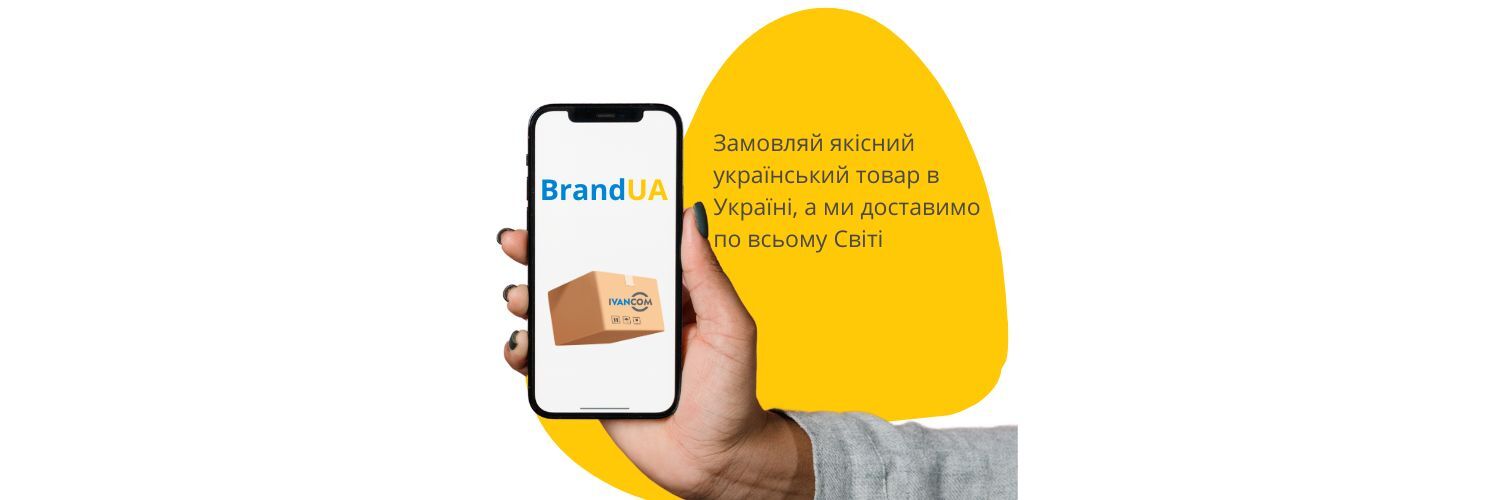 BrandUA
IVANCOM
Замовляй якісний
український товар в
Україні, а ми доставимо
по всьому Світі